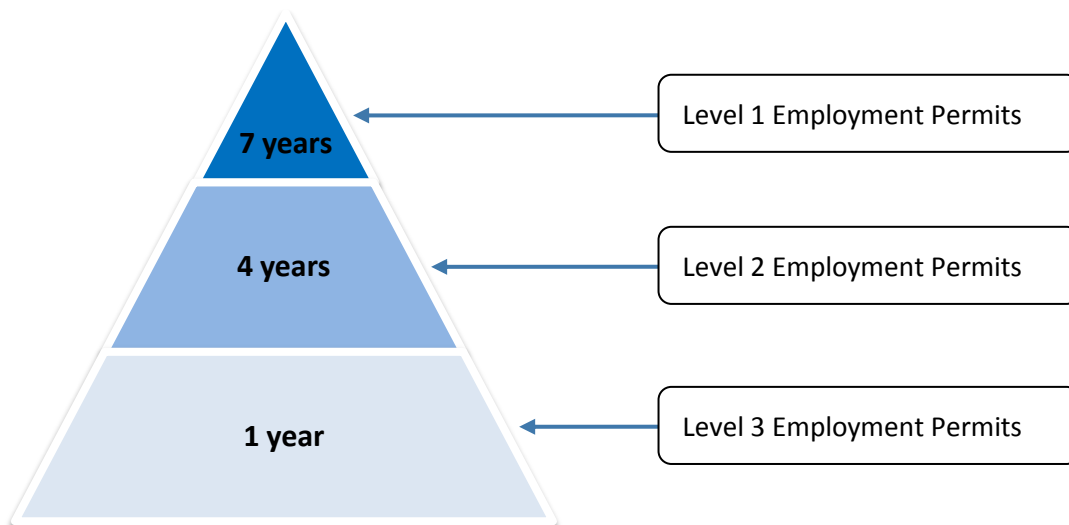 7 years
Level 1 Employment Permits
4 years
Level 2 Employment Permits
1 year
Level 3 Employment Permits